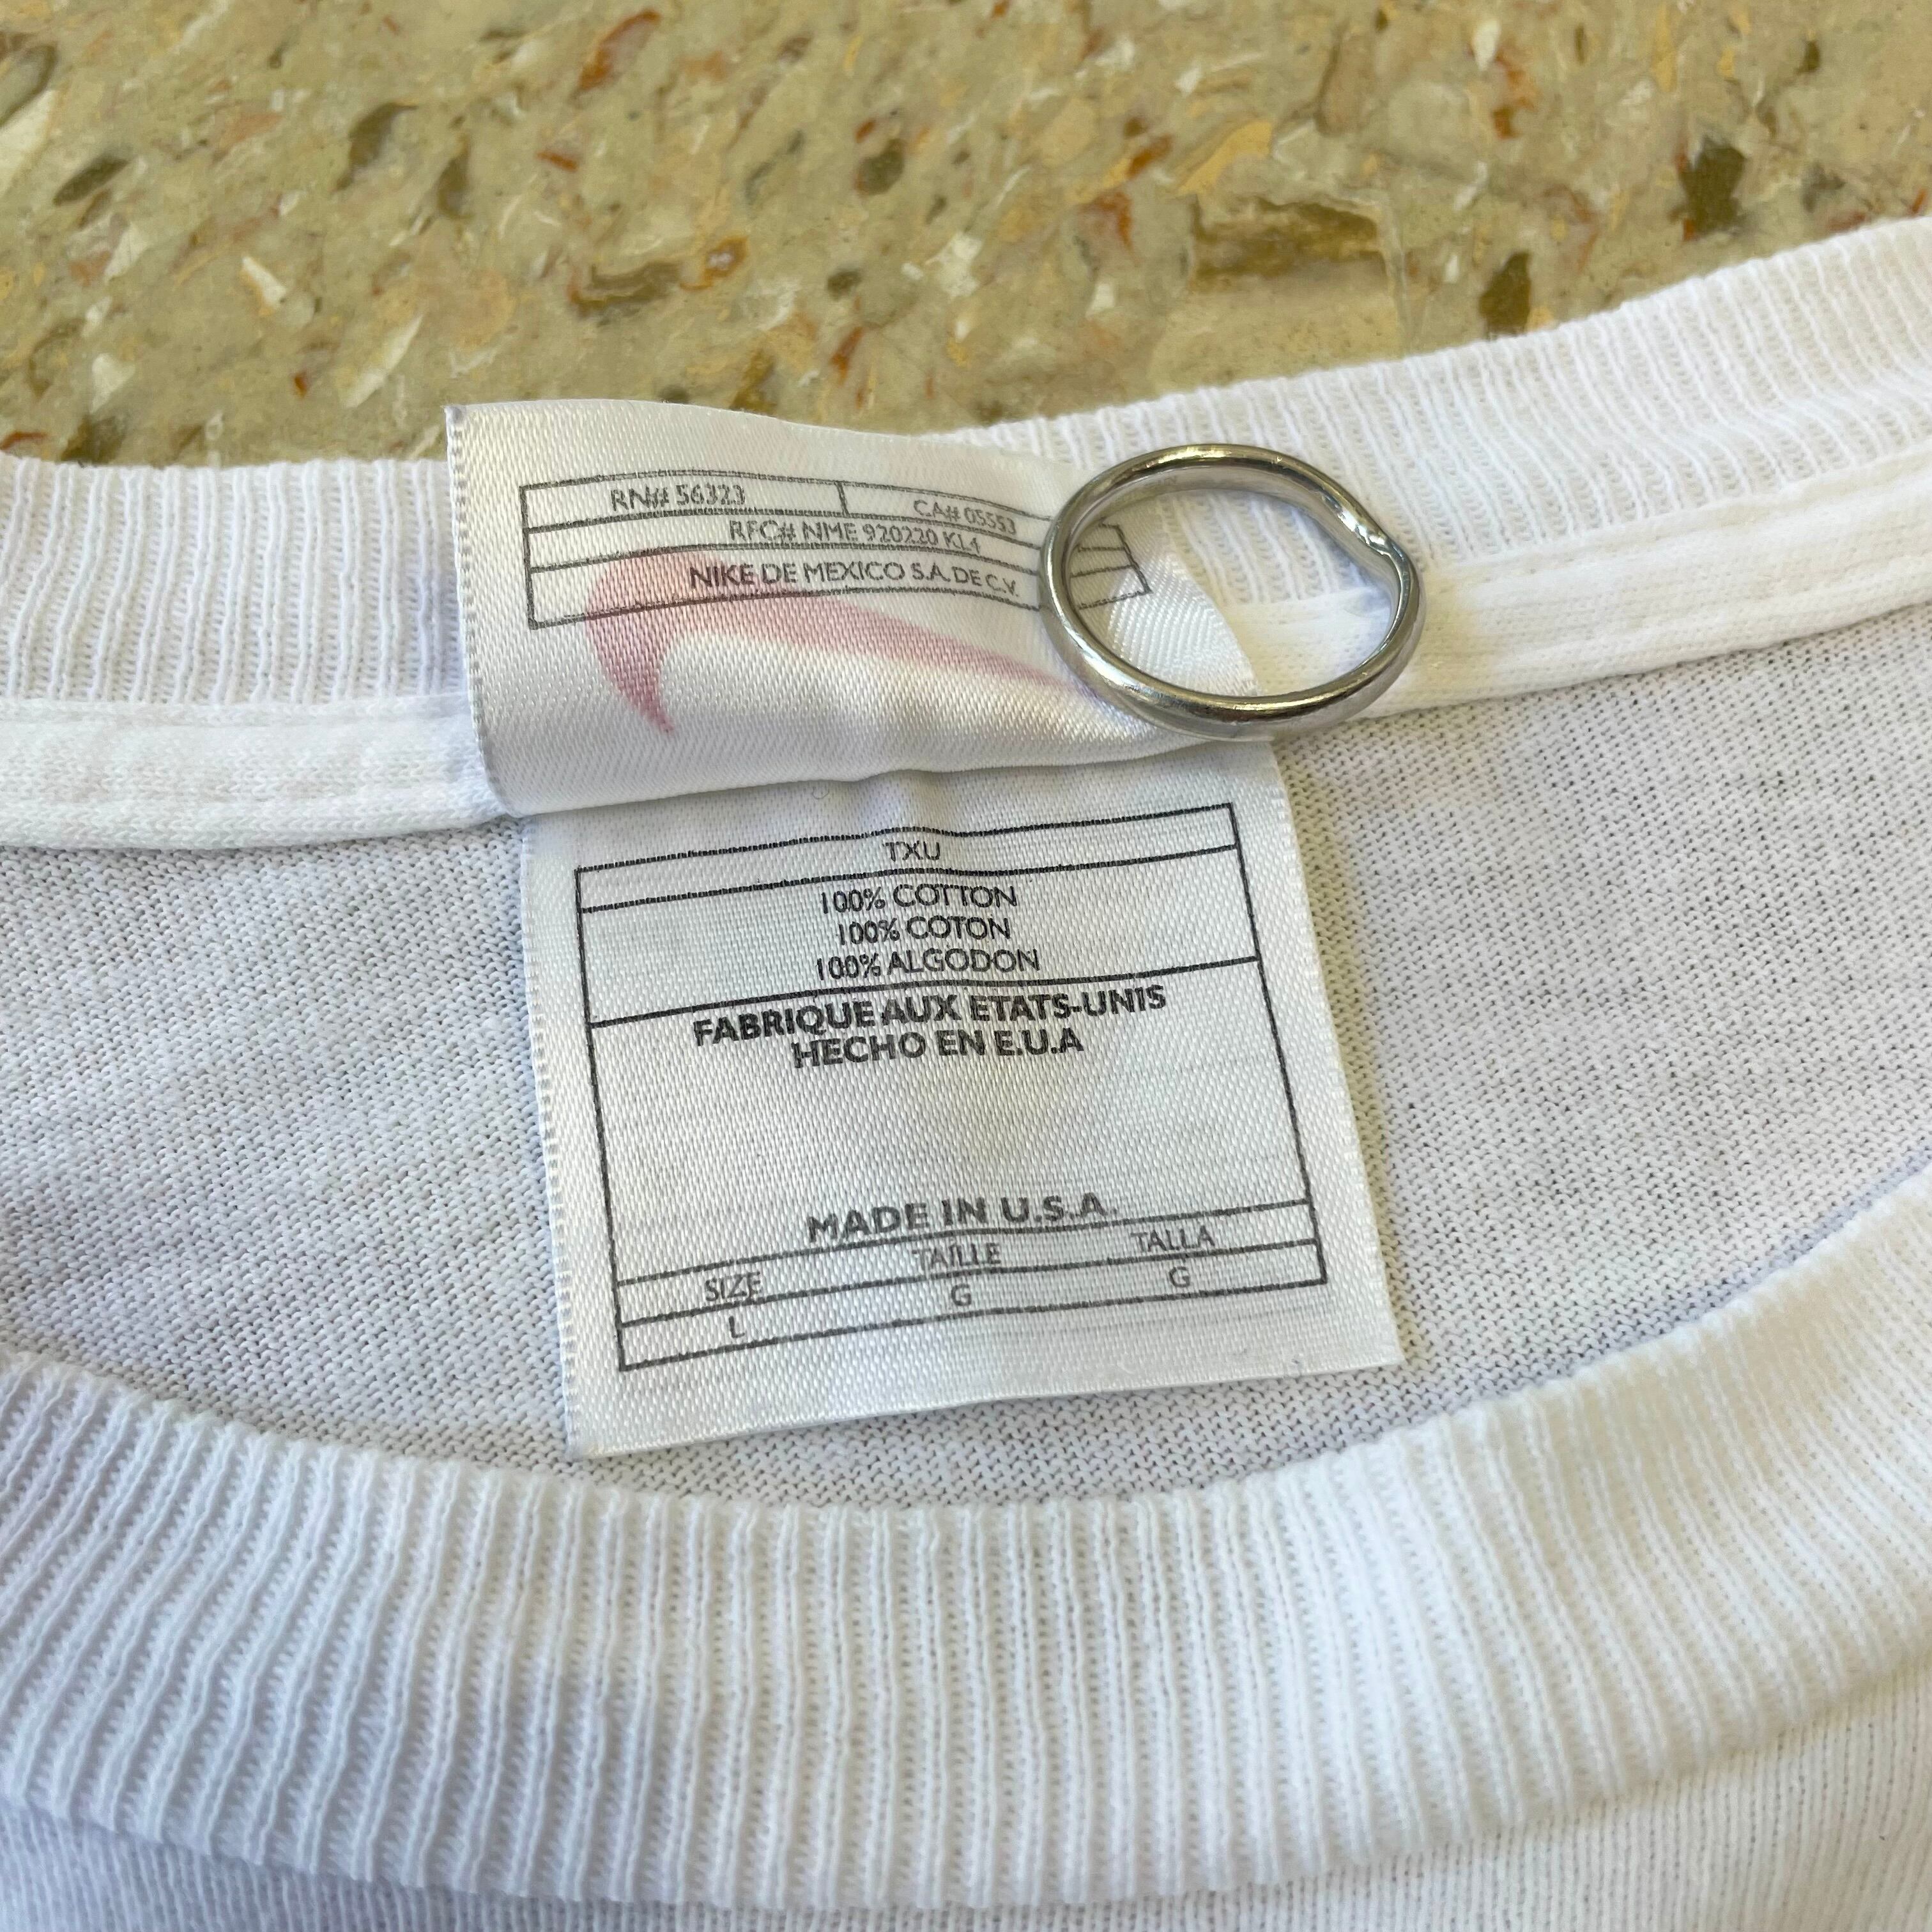 RN# 56323 CA# 05553
RFC# NME 920220 KL4
NIKE DE MEXICO S.A. DE C.V.
TXU
100% COTTON
100% COTON
100% ALGODON
FABRIQUE AUX ETATS-UNIS
HECHO EN E.U.A
MADE IN U.S.A.
SIZE TAILLE TALLA
L G G